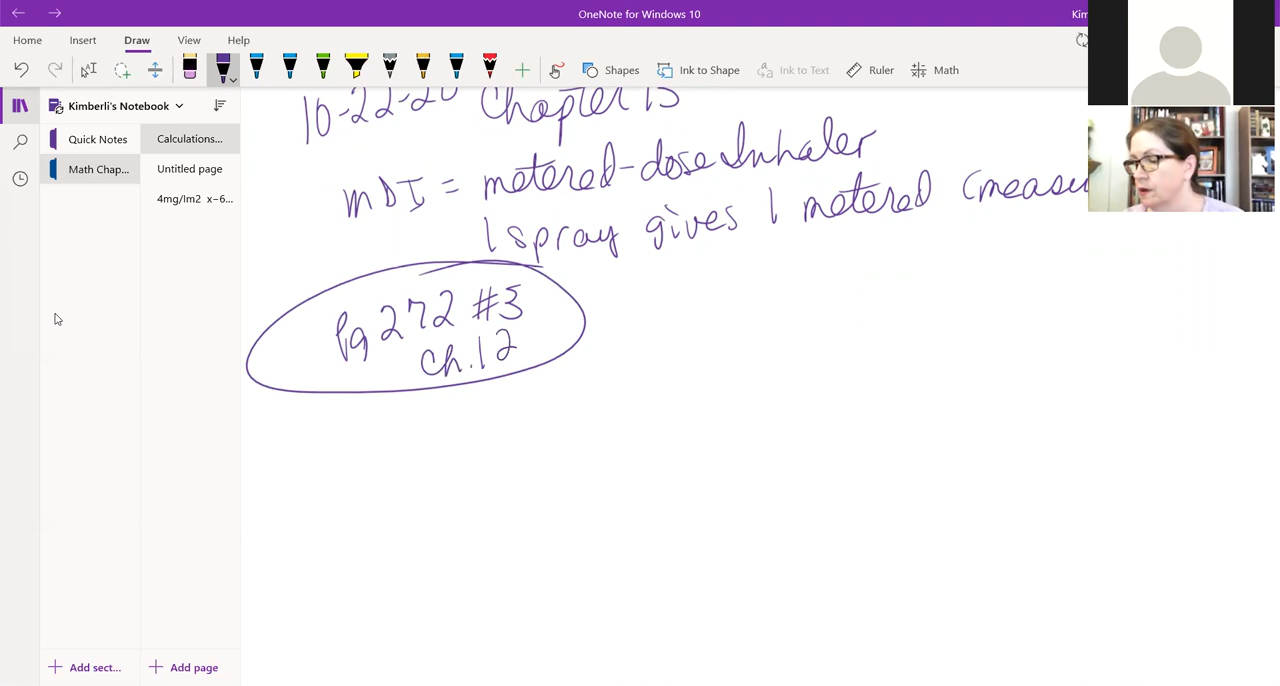 OneNote for Windows 10
Kim
Home Insert Draw View Help
Shapes Ink to Shape Ink to Text Ruler Math
Kimberli's Notebook
Quick Notes
Math Chap...
Calculations...
Untitled page
4mg/lm2 x-6...
10-22-20 Chapter 13
MDI = metered-dose Inhaler
1 spray gives 1 metered (measu
Pg 272 #3
Ch.12
Add sect... Add page